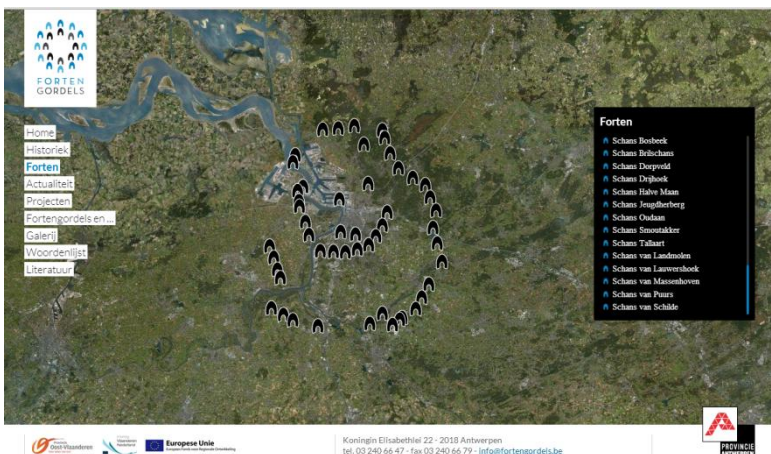 FORTEN
GORDELS
Home
Historiek
Forten
Actualiteit
Projecten
Fortengordels en ...
Galerij
Woordenlijst
Literatuur
Forten
Schans Bosbeek
Schans Brilschans
Schans Dorpveld
Schans Drijhoek
Schans Halve Maan
Schans Jeugdherberg
Schans Oudaan
Schans Smoutakker
Schans Tallaart
Schans van Landmolen
Schans van Lauwershoek
Schans van Massenhoven
Schans van Puurs
Schans van Schilde
Oost-Vlaanderen
Europese Unie
Koningin Elisabethlei 22 - 2018 Antwerpen
tel. 03 240 66 47 - fax 03 240 66 79 - info@fortengordels.be
PROVINCIE
ANTWERPEN